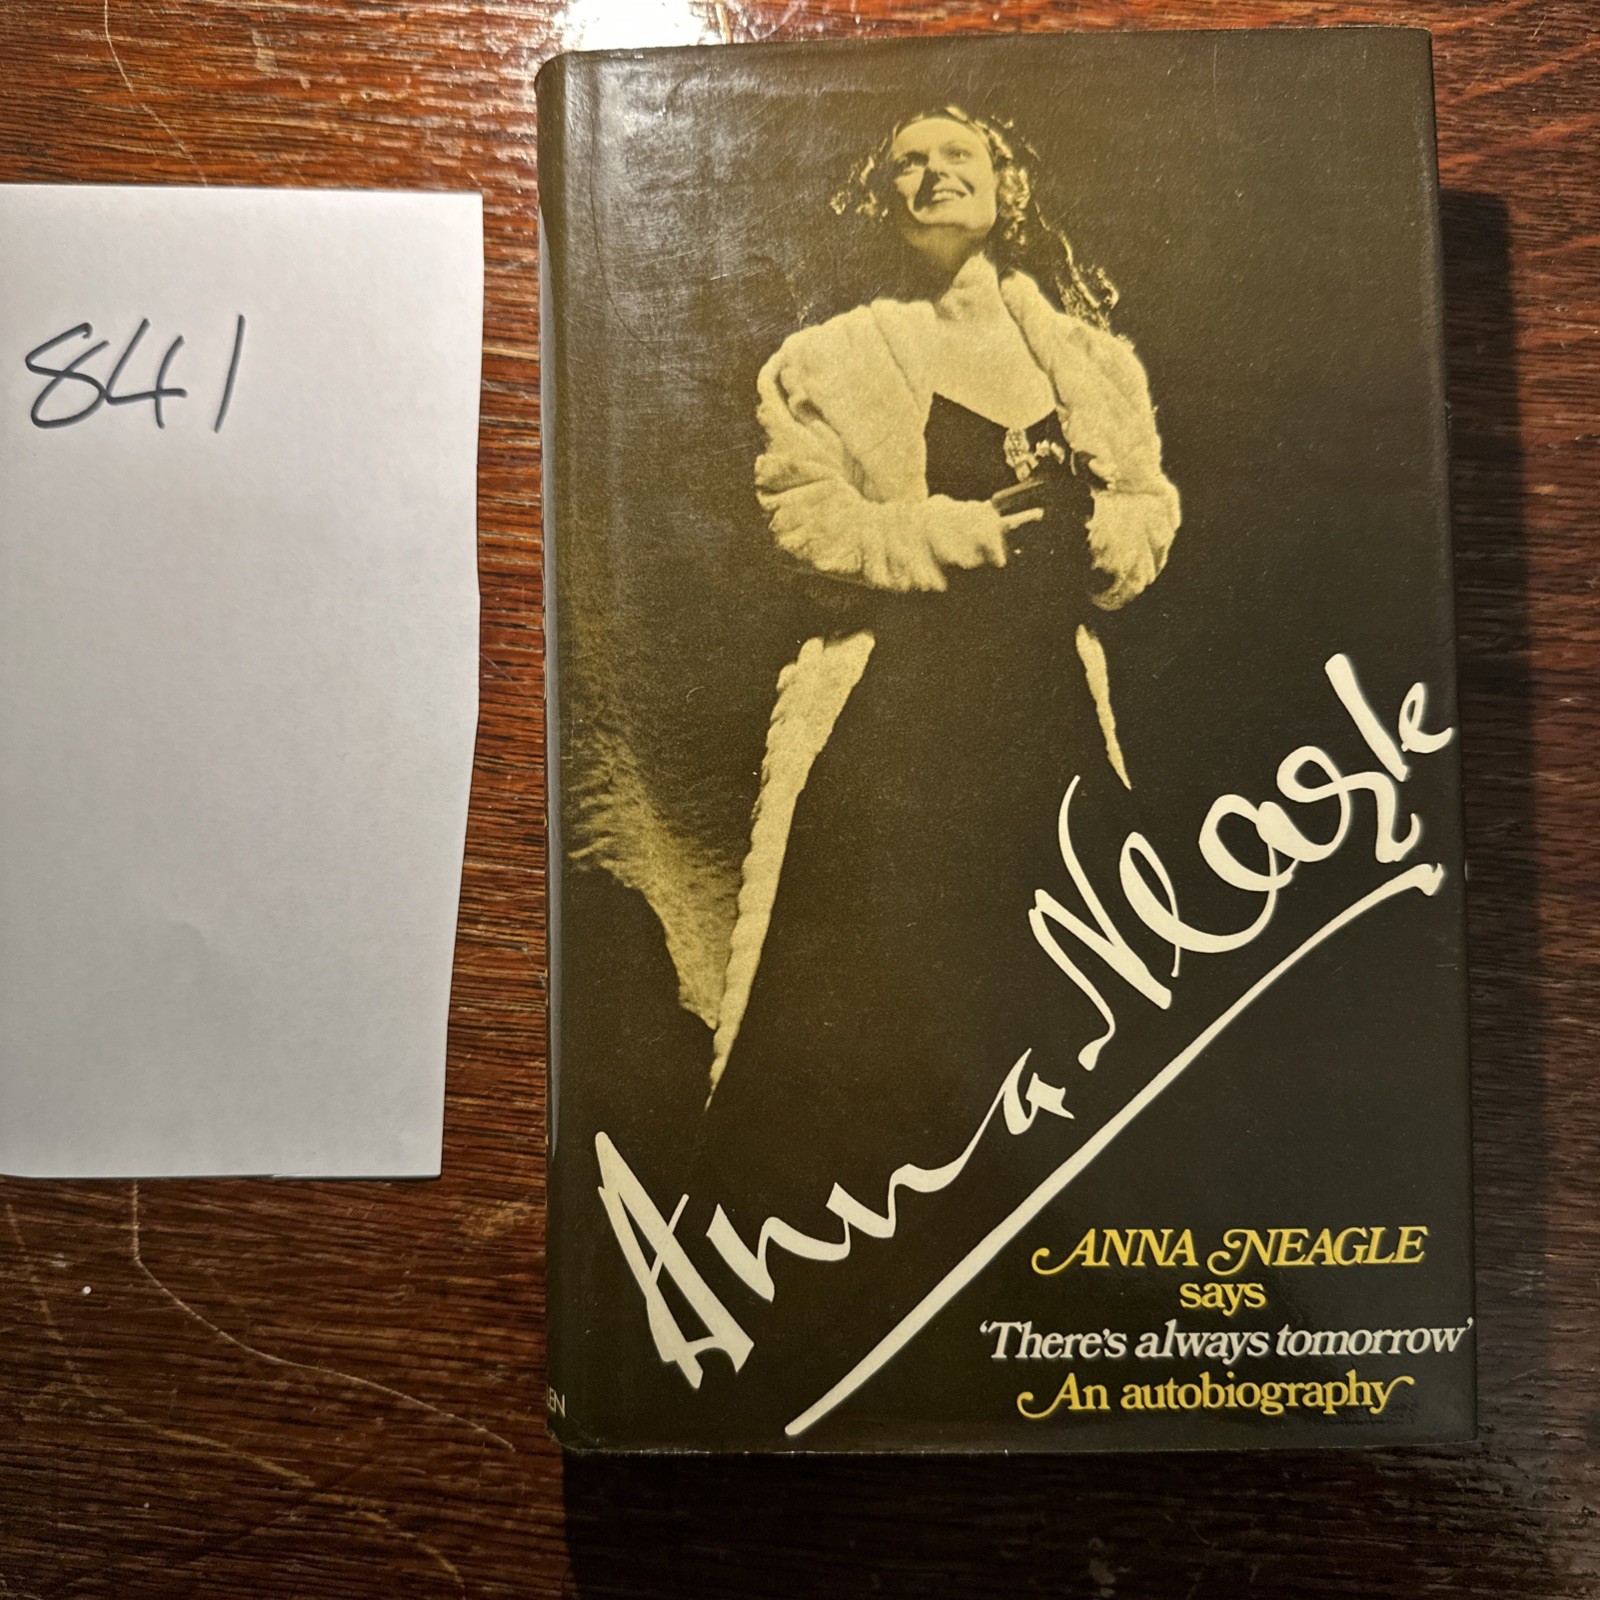 841
Anna Neagle
ANNA NEAGLE
says
‘There's always tomorrow’
An autobiography